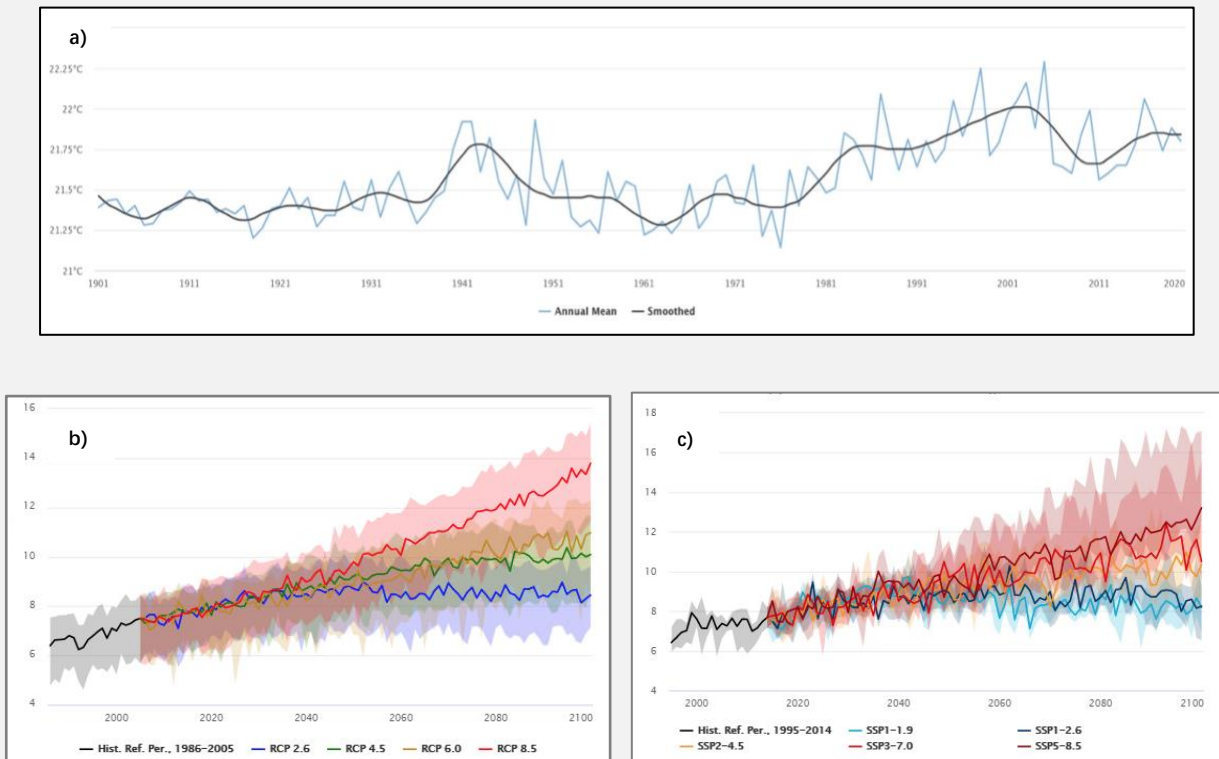 a)
22.25°C
22°C
21.75°C
21.5°C
21.25°C
21°C
1901 1911 1921 1931 1941 1951 1961 1971 1981 1991 2001 2011 2020
Annual Mean Smoothed
b)
16
14
12
10
8
6
4
2000 2020 2040 2060 2080 2100
Hist. Ref. Per., 1986–2005 RCP 2.6 RCP 4.5 RCP 6.0 RCP 8.5
c)
18
16
14
12
10
8
6
4
2000 2020 2040 2060 2080 2100
Hist. Ref. Per., 1995–2014 SSP1–1.9 SSP1–2.6
SSP2–4.5 SSP3–7.0 SSP5–8.5